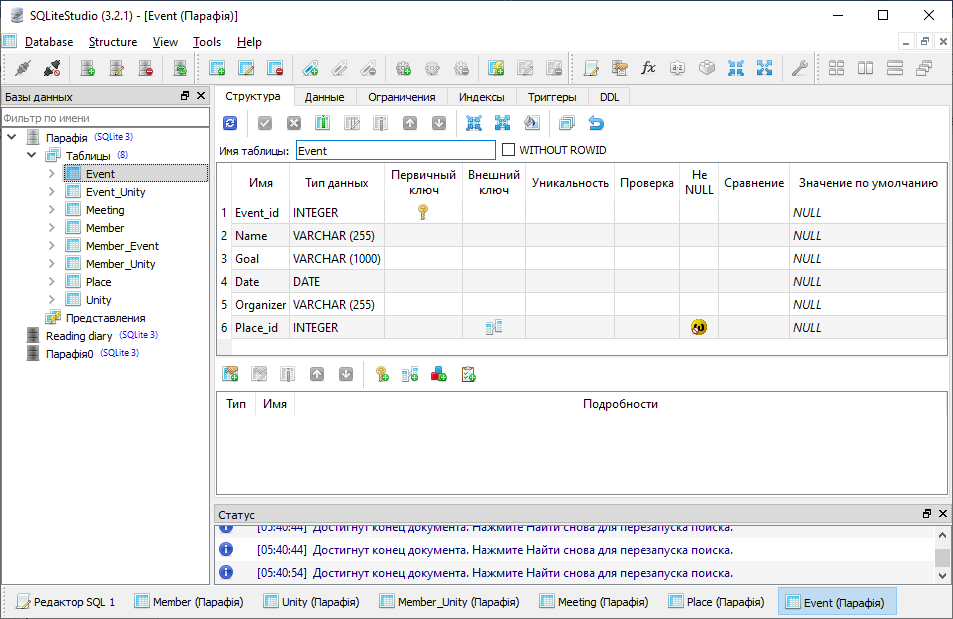 SQLiteStudio (3.2.1) - [Event (Парафія)]
Database Structure View Tools Help
Базы данных
Фильтр по имени
Парафія (SQLite 3)
Таблицы (8)
Event
Event_Unity
Meeting
Member
Member_Event
Member_Unity
Place
Unity
Представления
Reading diary (SQLite 3)
Парафія0 (SQLite 3)
Структура Данные Ограничения Индексы Триггеры DDL
Имя таблицы: Event WITHOUT ROWID
Имя Тип данных Первичный ключ Внешний ключ Уникальность Проверка Не NULL Сравнение Значение по умолчанию
1 Event_id INTEGER NULL
2 Name VARCHAR (255) NULL
3 Goal VARCHAR (1000) NULL
4 Date DATE NULL
5 Organizer VARCHAR (255) NULL
6 Place_id INTEGER NULL
Тип Имя Подробности
Статус
[05:40:44] Достигнут конец документа. Нажмите Найти снова для перезапуска поиска.
[05:40:44] Достигнут конец документа. Нажмите Найти снова для перезапуска поиска.
[05:40:54] Достигнут конец документа. Нажмите Найти снова для перезапуска поиска.
Редактор SQL 1 Member (Парафія) Unity (Парафія) Member_Unity (Парафія) Meeting (Парафія) Place (Парафія) Event (Парафія)